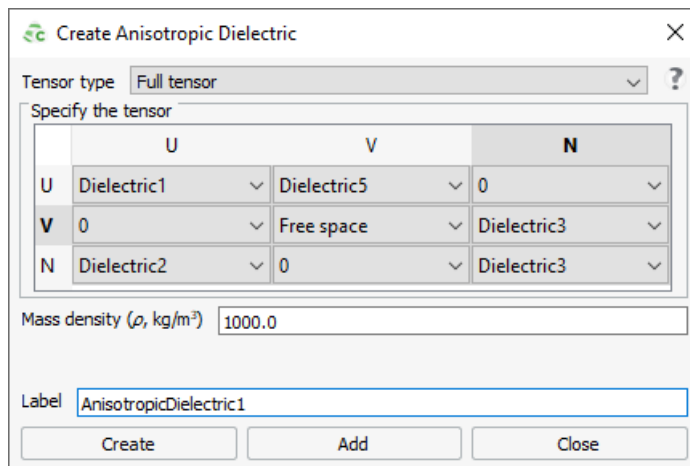 Create Anisotropic Dielectric
Tensor type Full tensor ?
Specify the tensor
U V N
U Dielectric1 Dielectric5 0
V 0 Free space Dielectric3
N Dielectric2 0 Dielectric3
Mass density (ρ, kg/m³) 1000.0
Label AnisotropicDielectric1
Create Add Close